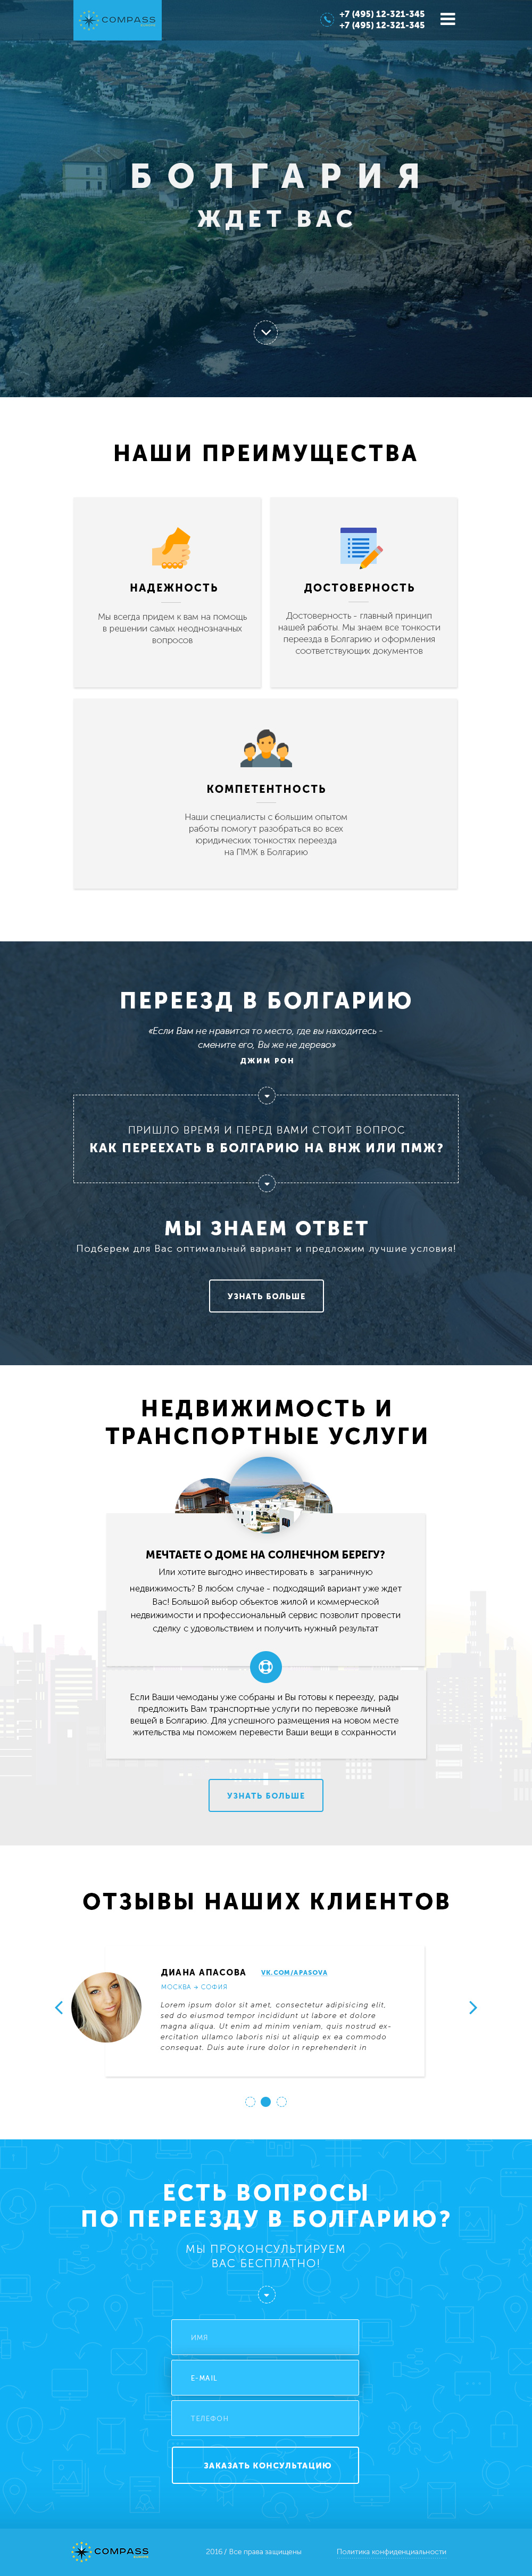 COMPASS
+7 (495) 12-321-345
+7 (495) 12-321-345
БОЛГАРИЯ
ЖДЕТ ВАС
НАШИ ПРЕИМУЩЕСТВА
НАДЕЖНОСТЬ
Мы всегда придем к вам на помощь
в решении самых неоднозначных
вопросов
ДОСТОВЕРНОСТЬ
Достоверность - главный принцип
нашей работы. Мы знаем все тонкости
переезда в Болгарию и оформления
соответствующих документов
КОМПЕТЕНТНОСТЬ
Наши специалисты с большим опытом
работы помогут разобраться во всех
юридических тонкостях переезда
на ПМЖ в Болгарию
ПЕРЕЕЗД В БОЛГАРИЮ
«Если Вам не нравится то место, где вы находитесь -
смените его, Вы же не дерево»
ДЖИМ РОН
ПРИШЛО ВРЕМЯ И ПЕРЕД ВАМИ СТОИТ ВОПРОС
КАК ПЕРЕЕХАТЬ В БОЛГАРИЮ НА ВНЖ ИЛИ ПМЖ?
МЫ ЗНАЕМ ОТВЕТ
Подберем для Вас оптимальный вариант и предложим лучшие условия!
УЗНАТЬ БОЛЬШЕ
НЕДВИЖИМОСТЬ И
ТРАНСПОРТНЫЕ УСЛУГИ
МЕЧТАЕТЕ О ДОМЕ НА СОЛНЕЧНОМ БЕРЕГУ?
Или хотите выгодно инвестировать в заграничную
недвижимость? В любом случае - подходящий вариант уже ждет
Вас! Большой выбор объектов жилой и коммерческой
недвижимости и профессиональный сервис позволит провести
сделку с удовольствием и получить нужный результат
Если Ваши чемоданы уже собраны и Вы готовы к переезду, рады
предложить Вам транспортные услуги по перевозке личный
вещей в Болгарию. Для успешного размещения на новом месте
жительства мы поможем перевести Ваши вещи в сохранности
УЗНАТЬ БОЛЬШЕ
ОТЗЫВЫ НАШИХ КЛИЕНТОВ
ДИАНА АПАСОВА VK.COM/APASOVA
МОСКВА → СОФИЯ
Lorem ipsum dolor sit amet, consectetur adipisicing elit,
sed do eiusmod tempor incididunt ut labore et dolore
magna aliqua. Ut enim ad minim veniam, quis nostrud ex-
ercitation ullamco laboris nisi ut aliquip ex ea commodo
consequat. Duis aute irure dolor in reprehenderit in
ЕСТЬ ВОПРОСЫ
ПО ПЕРЕЕЗДУ В БОЛГАРИЮ?
МЫ ПРОКОНСУЛЬТИРУЕМ
ВАС БЕСПЛАТНО!
ИМЯ
E-MAIL
ТЕЛЕФОН
ЗАКАЗАТЬ КОНСУЛЬТАЦИЮ
COMPASS
2016 / Все права защищены
Политика конфиденциальности